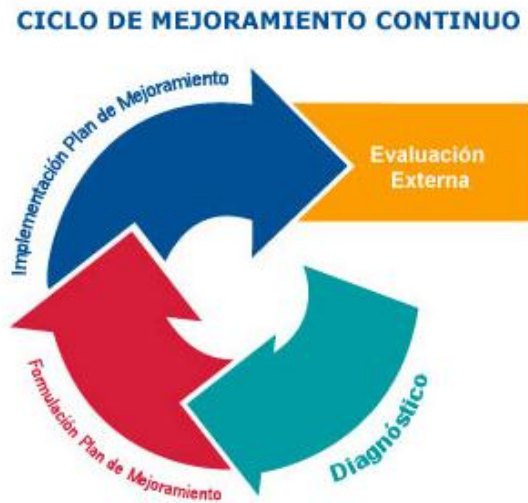 CICLO DE MEJORAMIENTO CONTINUO
Implementación Plan de Mejoramiento
Evaluación
Externa
Diagnóstico
Formulación Plan de Mejoramiento